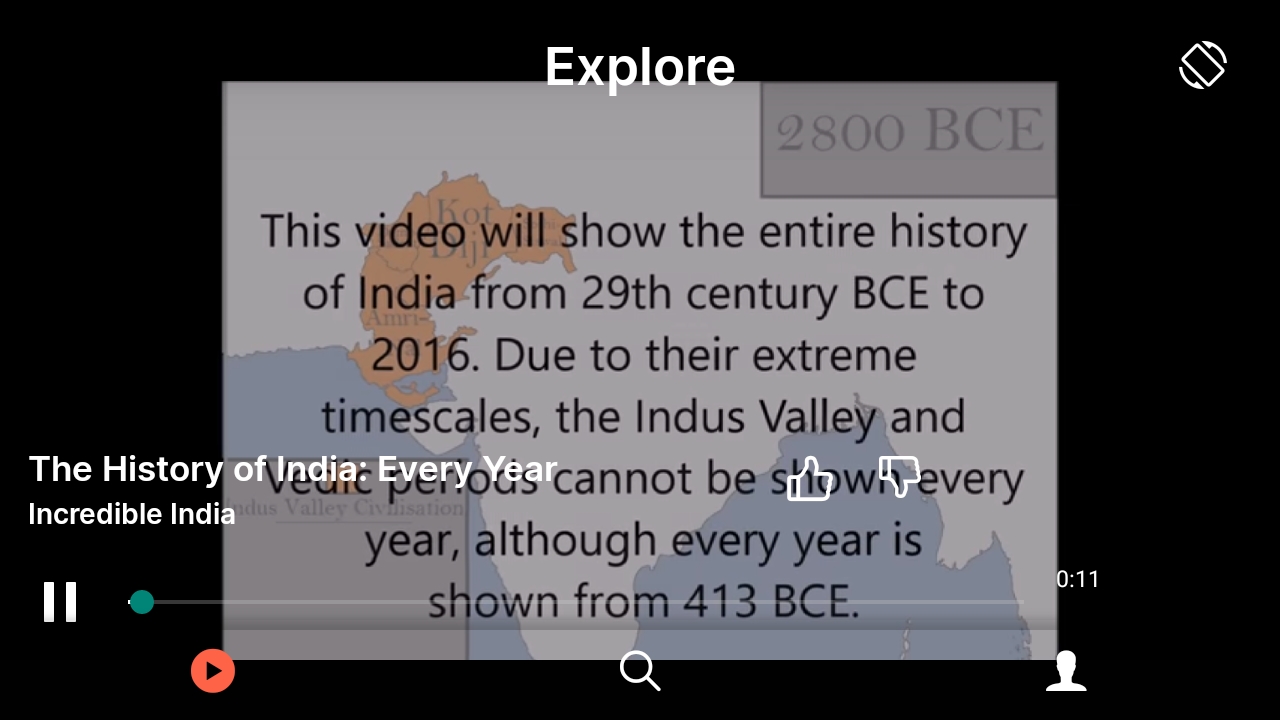 Explore
2800 BCE
Kot
Diji
Amri-
This video will show the entire history
of India from 29th century BCE to
2016. Due to their extreme
timescales, the Indus Valley and
Vedic periods cannot be shown every
year, although every year is
shown from 413 BCE.
The History of India: Every Year
Incredible India
Indus Valley Civilisation
0:11